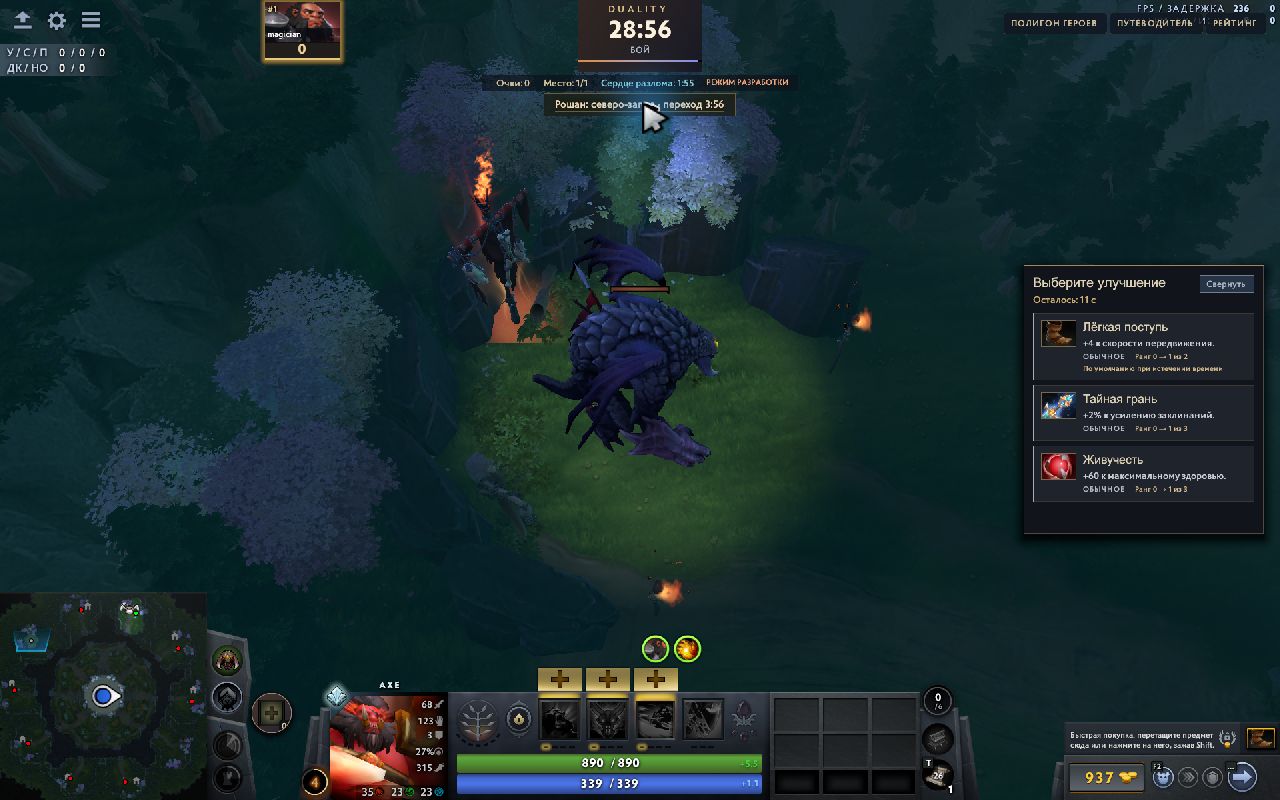 У/С/П 0 / 0 / 0
ДК/НО 0 / 0
#1
magician
0
DUALITY
28:56
БОЙ
FPS / ЗАДЕРЖКА 236 0
ПОЛИГОН ГЕРОЕВ ПУТЕВОДИТЕЛЬ РЕЙТИНГ
Очки: 0 Место: 1/1 Сердце разлома: 1:55 РЕЖИМ РАЗРАБОТКИ
Рошан: переход 3:56
Выберите улучшение Свернуть
Осталось: 11 с
Лёгкая поступь
+4 к скорости передвижения.
ОБЫЧНОЕ Ранг 0 → 1 из 2
По умолчанию при истечении времени
Тайная грань
+2% к усилению заклинаний.
ОБЫЧНОЕ Ранг 0 → 1 из 3
Живучесть
+60 к максимальному здоровью.
ОБЫЧНОЕ Ранг 0 → 1 из 3
AXE
68
123
3
27%
315
4
35 23 23
0
890 / 890 +5.5
339 / 339 +1.1
0
/6
T
26
1
Быстрая покупка: перетащите предмет
сюда или нажмите на него, зажав Shift.
937
F2